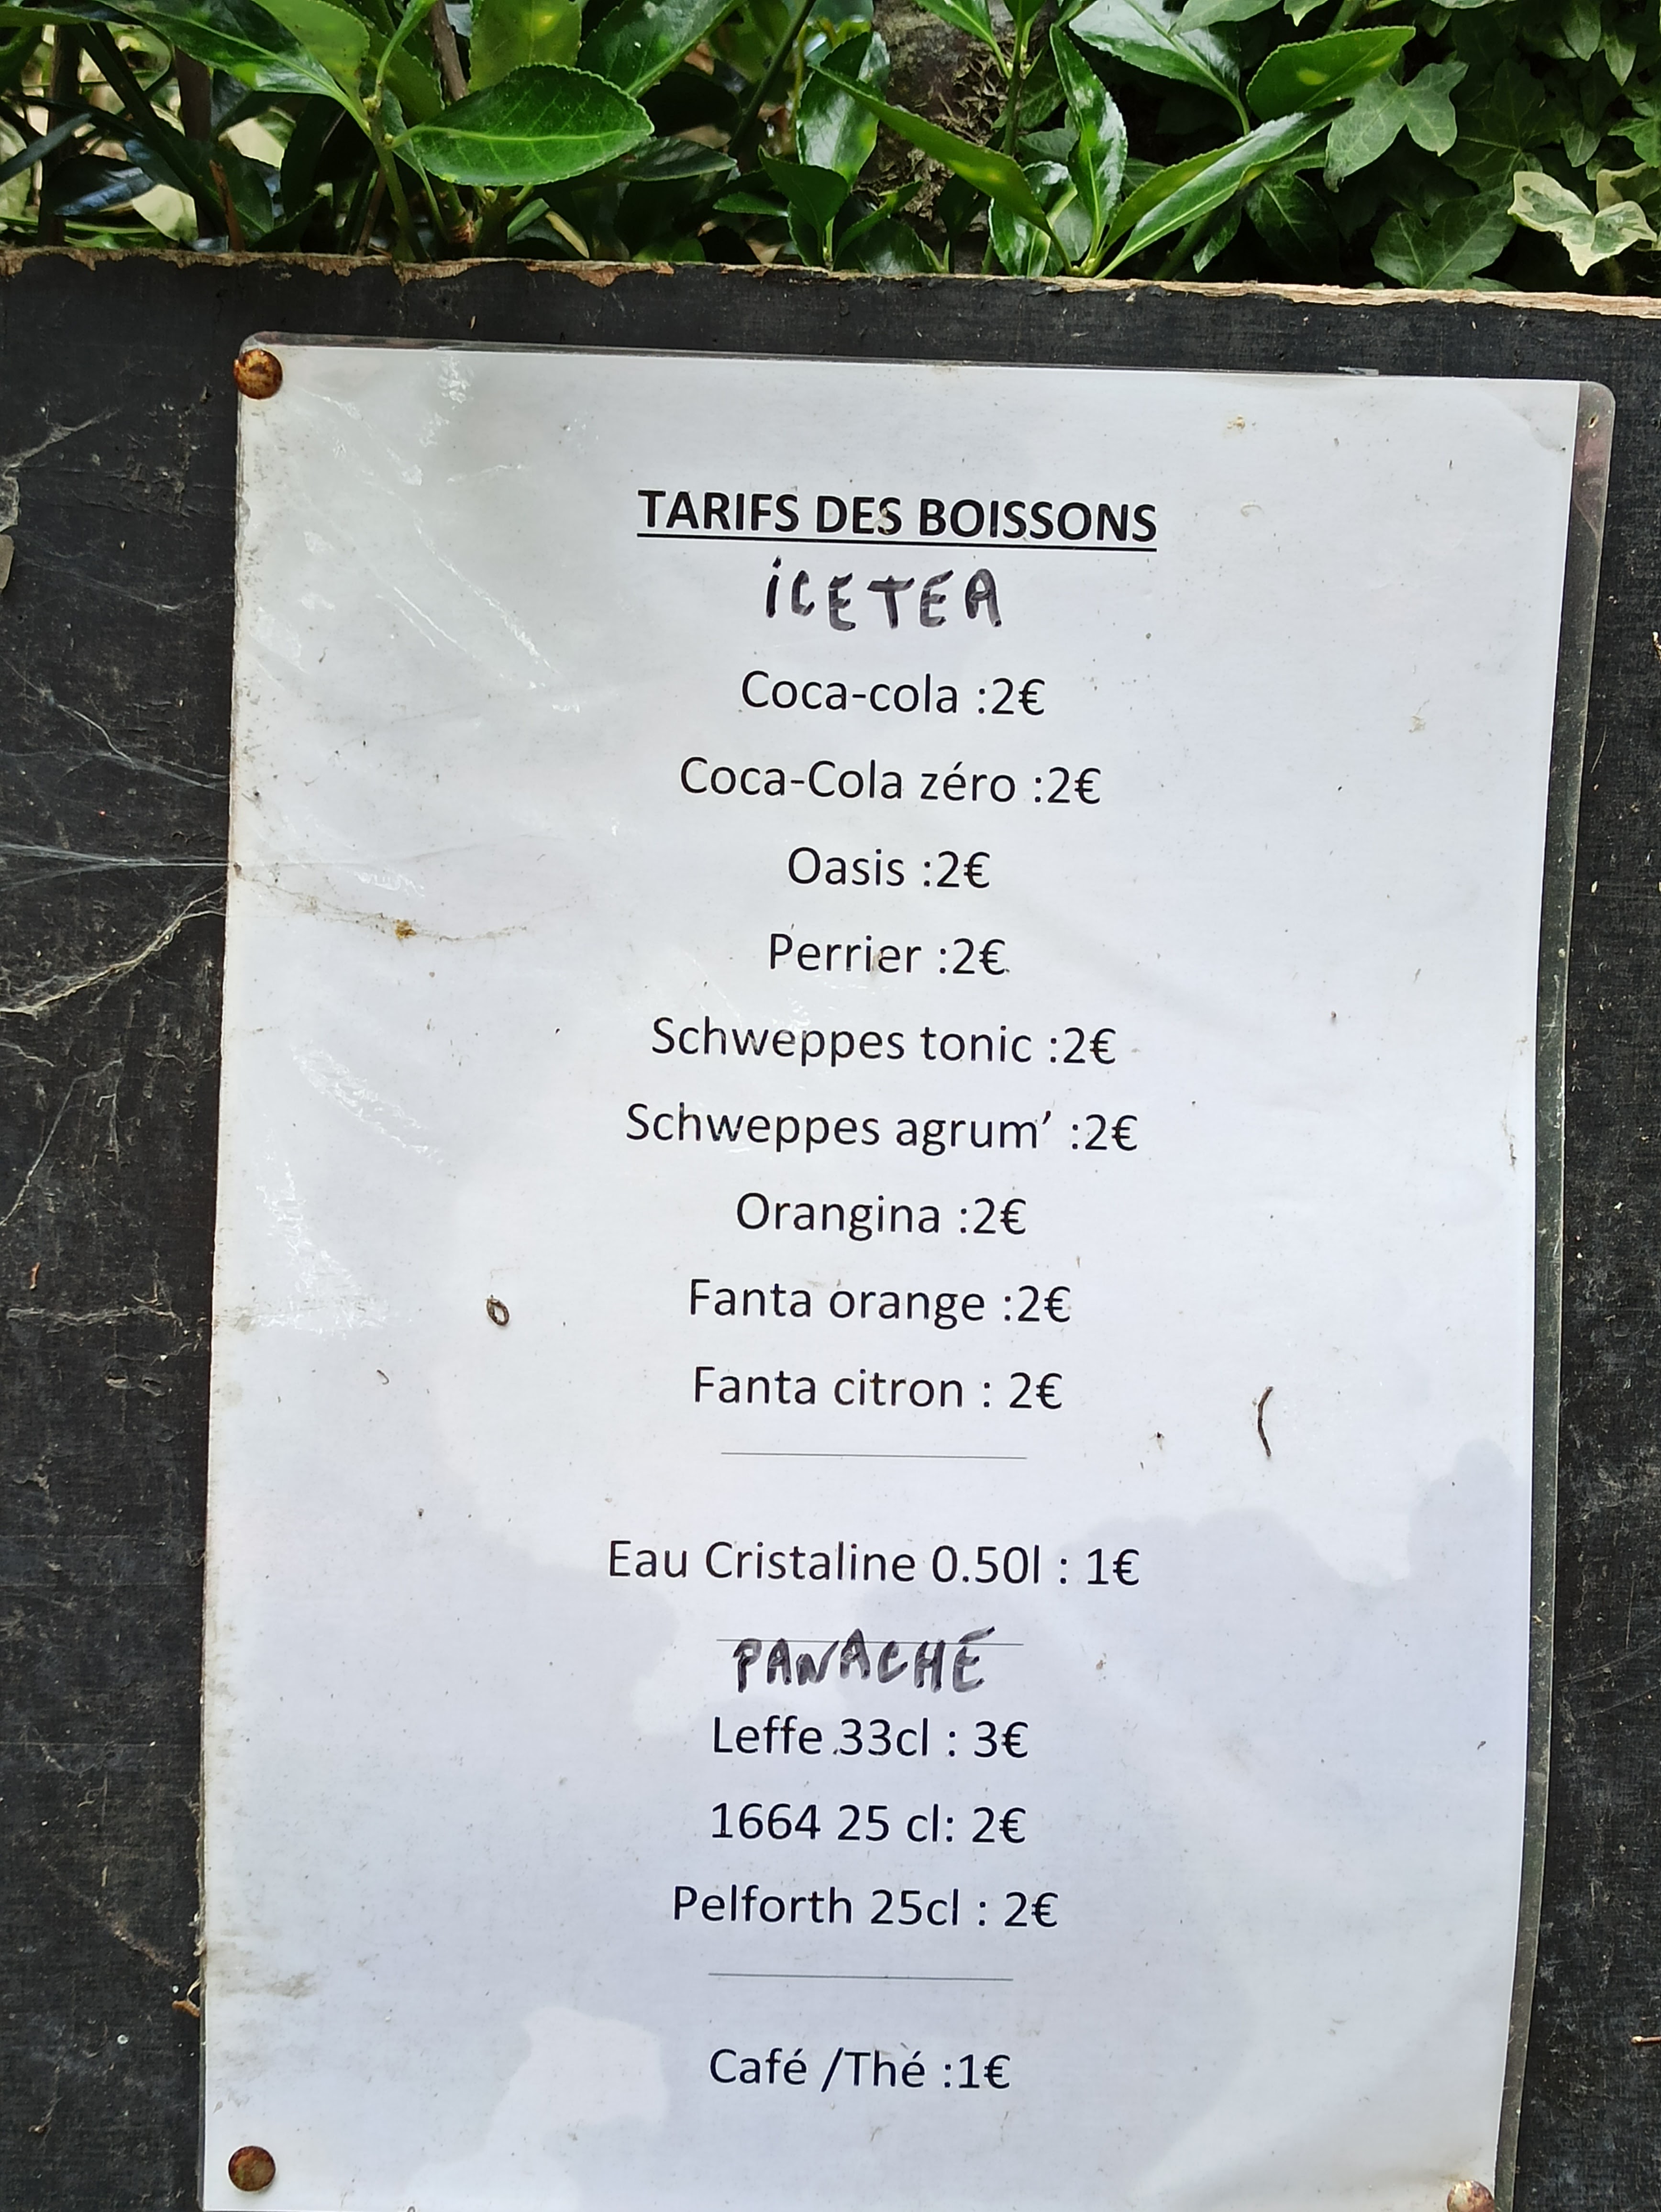 TARIFS DES BOISSONS
iCE TEA
Coca-cola :2€
Coca-Cola zéro :2€
Oasis :2€
Perrier :2€
Schweppes tonic :2€
Schweppes agrum’ :2€
Orangina :2€
Fanta orange :2€
Fanta citron : 2€
Eau Cristaline 0.50l : 1€
PANACHÉ
Leffe 33cl : 3€
1664 25 cl: 2€
Pelforth 25cl : 2€
Café /Thé :1€